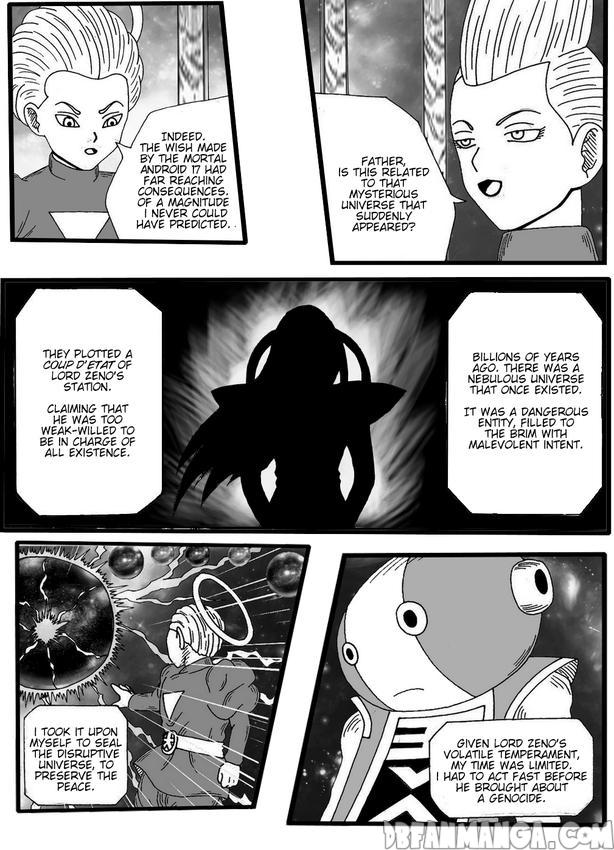 FATHER,
IS THIS RELATED
TO THAT
MYSTERIOUS
UNIVERSE THAT
SUDDENLY
APPEARED?
INDEED.
THE WISH MADE
BY THE MORTAL
ANDROID 17 HAD
FAR REACHING
CONSEQUENCES.
OF A MAGNITUDE
I NEVER COULD
HAVE PREDICTED.
BILLIONS OF YEARS
AGO. THERE WAS A
NEBULOUS UNIVERSE
THAT ONCE EXISTED.
IT WAS A DANGEROUS
ENTITY, FILLED TO
THE BRIM WITH
MALEVOLENT INTENT.
THEY PLOTTED A
COUP D'ETAT OF
LORD ZENO'S
STATION.
CLAIMING THAT
HE WAS TOO
WEAK-WILLED TO
BE IN CHARGE OF
ALL EXISTENCE.
GIVEN LORD ZENO'S
VOLATILE TEMPERAMENT,
MY TIME WAS LIMITED.
I HAD TO ACT FAST BEFORE
HE BROUGHT ABOUT
A GENOCIDE.
I TOOK IT UPON
MYSELF TO SEAL
THE DISRUPTIVE
UNIVERSE, TO
PRESERVE THE
PEACE.
DBFANMANGA.COM